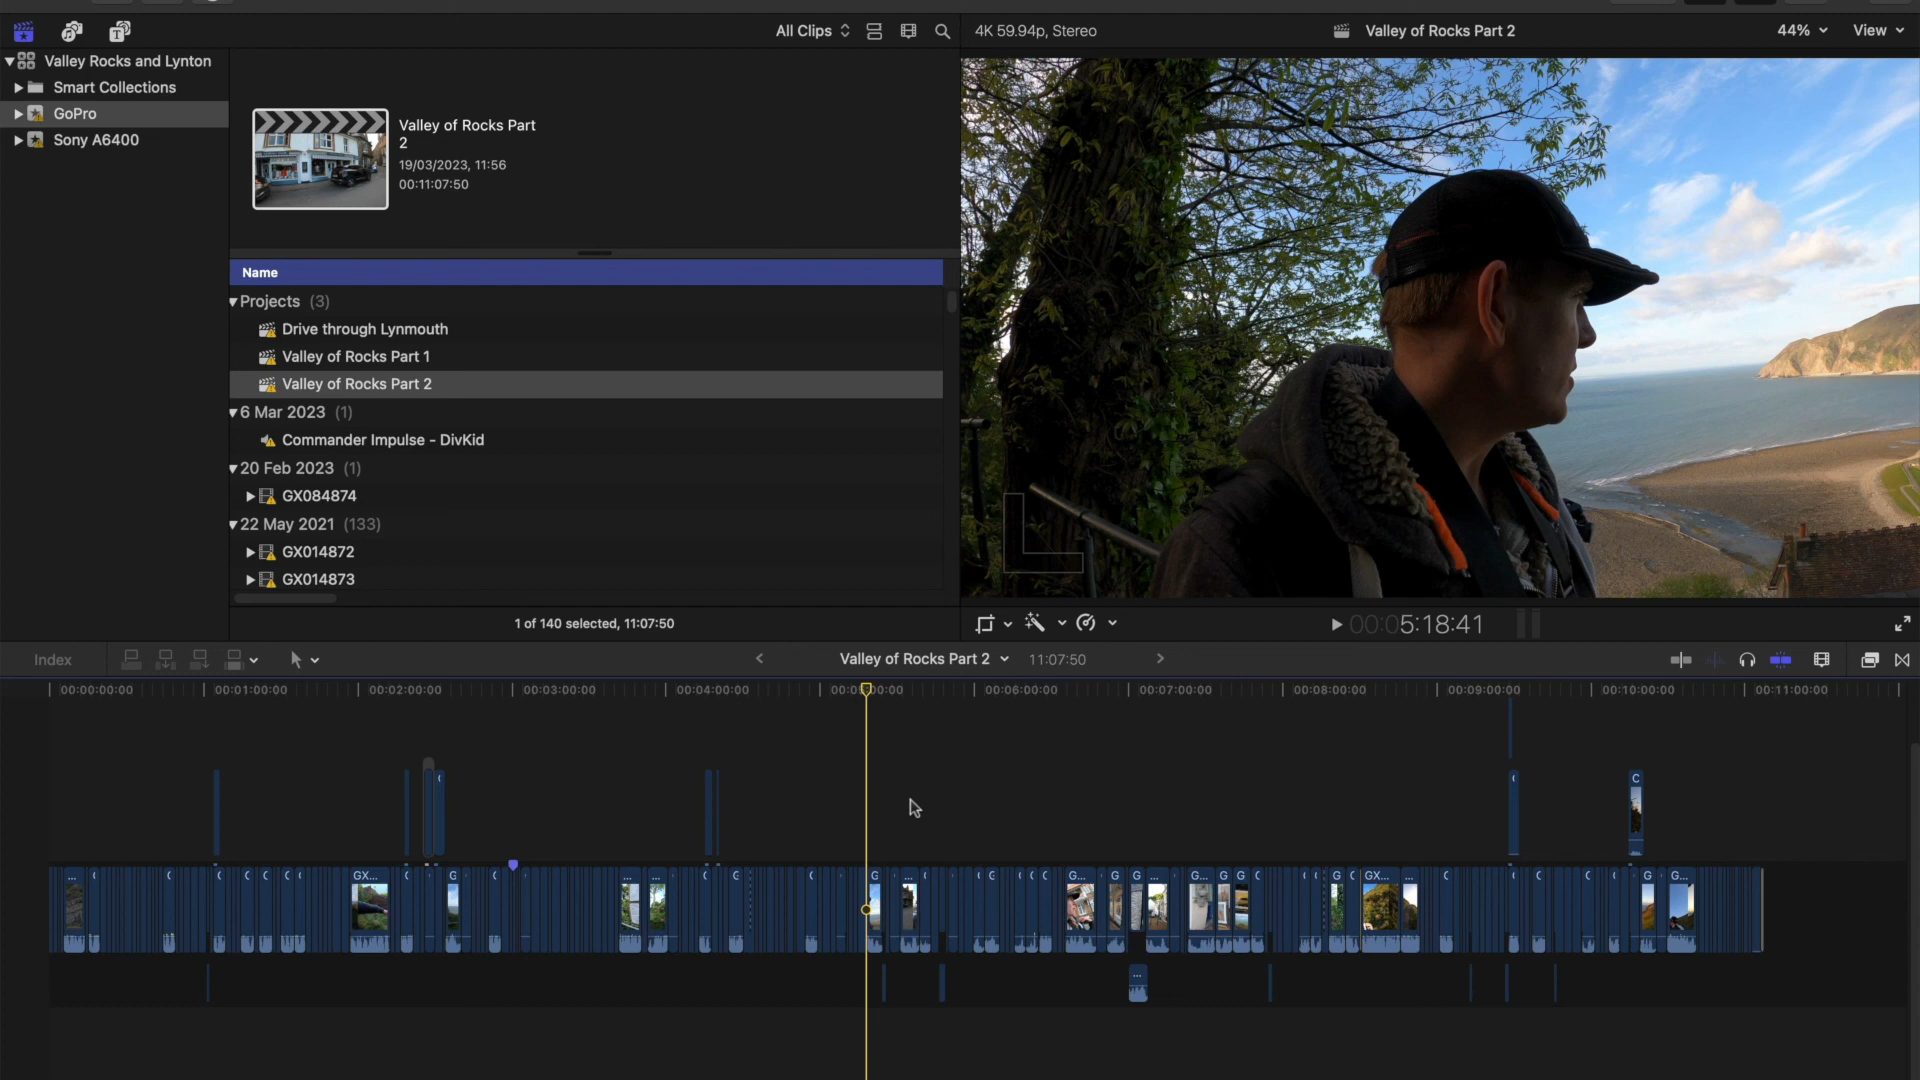 All Clips
4K 59.94p, Stereo
Valley of Rocks Part 2
44%
View
Valley Rocks and Lynton
Smart Collections
GoPro
Sony A6400
Valley of Rocks Part
2
19/03/2023, 11:56
00:11:07:50
Name
Projects (3)
Drive through Lynmouth
Valley of Rocks Part 1
Valley of Rocks Part 2
6 Mar 2023 (1)
Commander Impulse - DivKid
20 Feb 2023 (1)
GX084874
22 May 2021 (133)
GX014872
GX014873
1 of 140 selected, 11:07:50
00:05:18:41
Index
Valley of Rocks Part 2
11:07:50
00:00:00:00
00:01:00:00
00:02:00:00
00:03:00:00
00:04:00:00
00:05:00:00
00:06:00:00
00:07:00:00
00:08:00:00
00:09:00:00
00:10:00:00
00:11:00:00
GX...
G
G
G
G...
G
G
...
G...
G
G
G
GX...
...
G
G...